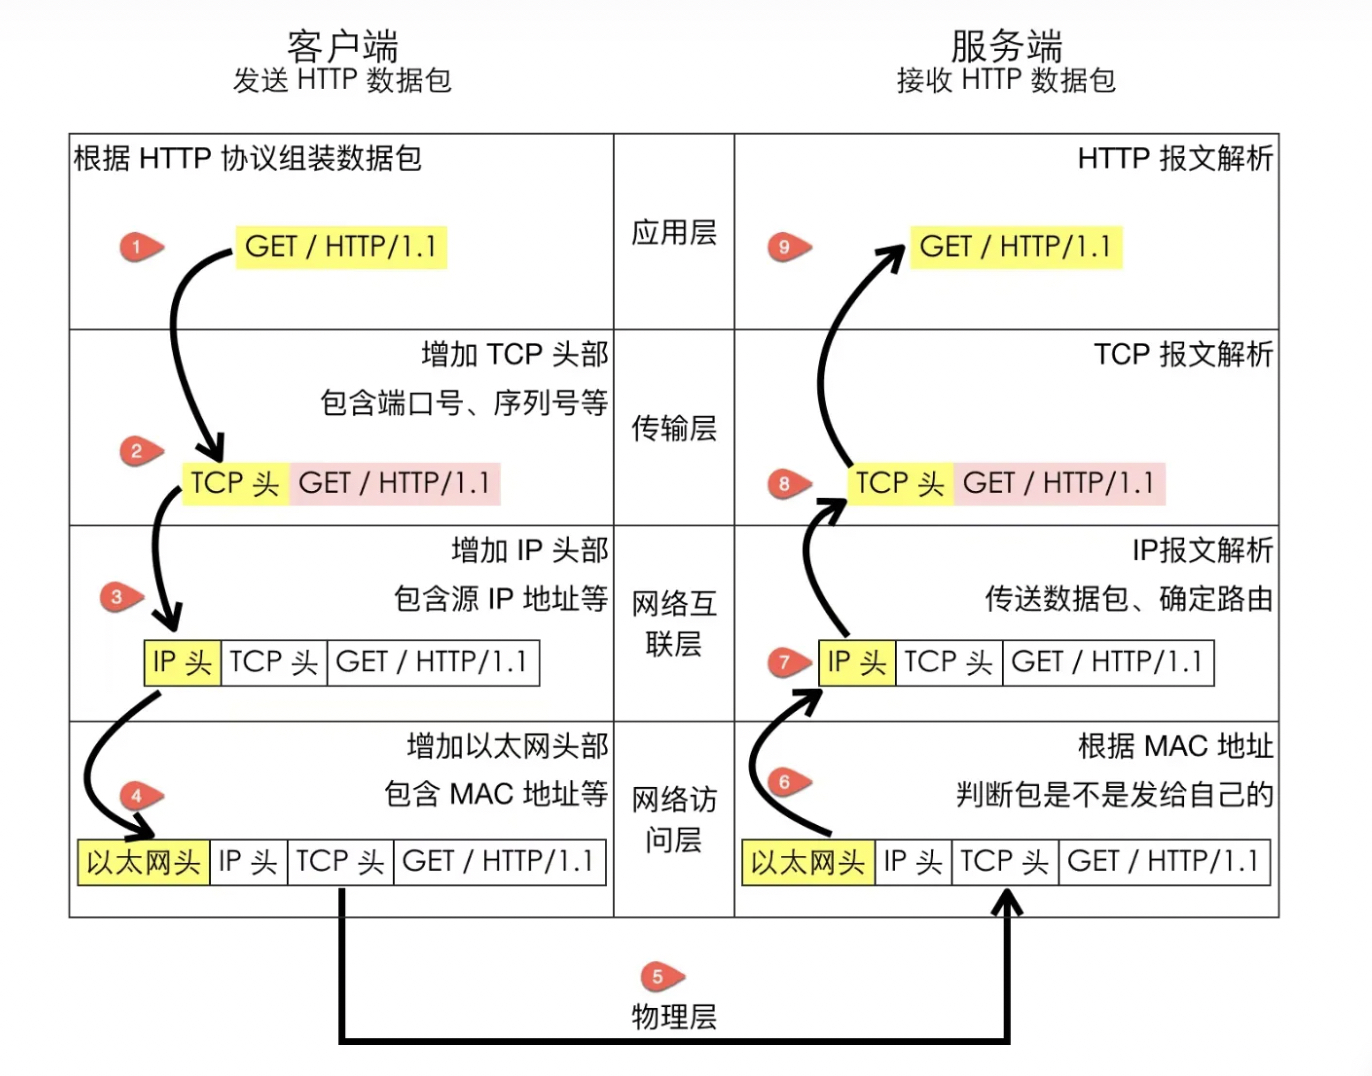 客户端
发送 HTTP 数据包
服务端
接收 HTTP 数据包
根据 HTTP 协议组装数据包
1
GET / HTTP/1.1
应用层
HTTP 报文解析
9
GET / HTTP/1.1
增加 TCP 头部
包含端口号、序列号等
2
TCP 头 GET / HTTP/1.1
传输层
TCP 报文解析
8
TCP 头 GET / HTTP/1.1
增加 IP 头部
包含源 IP 地址等
3
IP 头 TCP 头 GET / HTTP/1.1
网络互
联层
IP报文解析
传送数据包、确定路由
7
IP 头 TCP 头 GET / HTTP/1.1
增加以太网头部
包含 MAC 地址等
4
以太网头 IP 头 TCP 头 GET / HTTP/1.1
网络访
问层
根据 MAC 地址
判断包是不是发给自己的
6
以太网头 IP 头 TCP 头 GET / HTTP/1.1
5
物理层